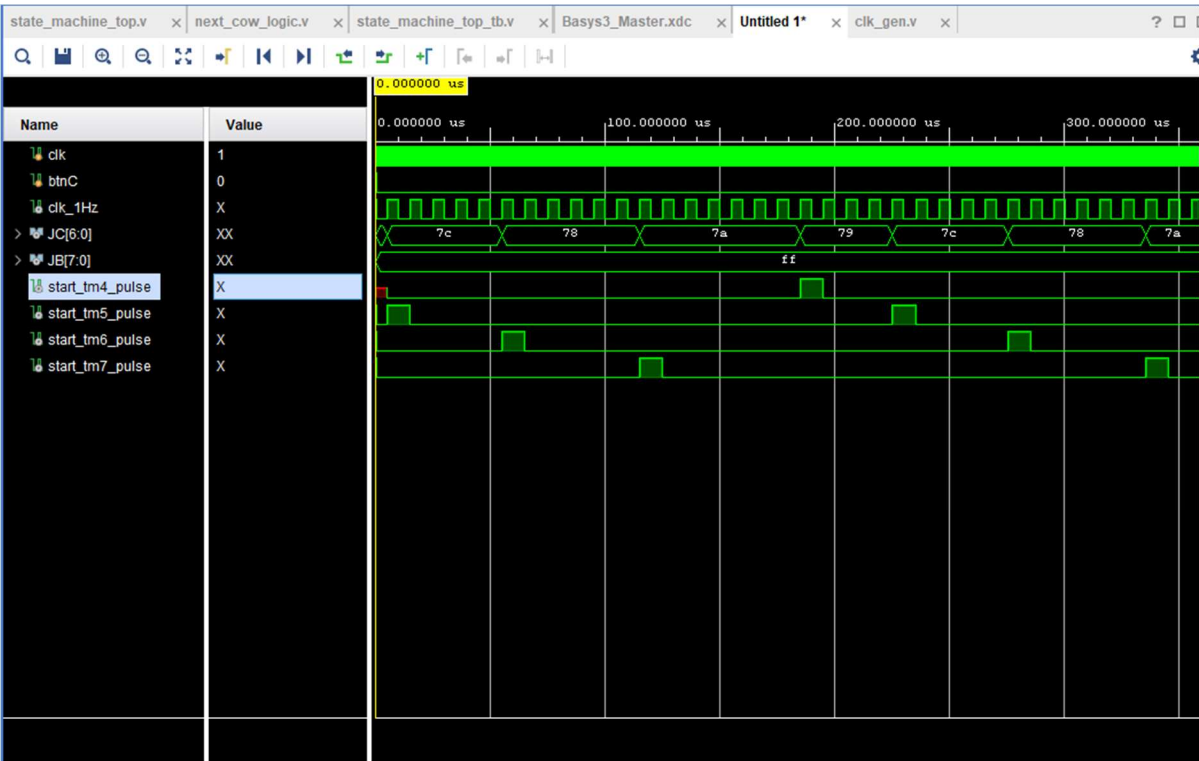 state_machine_top.v × next_cow_logic.v × state_machine_top_tb.v × Basys3_Master.xdc × Untitled 1* × clk_gen.v × ?
0.000000 us
Name Value
0.000000 us 100.000000 us 200.000000 us 300.000000 us
clk 1
btnC 0
clk_1Hz X
JC[6:0] XX 7c 78 7a 79 7c 78 7a
JB[7:0] XX ff
start_tm4_pulse X
start_tm5_pulse X
start_tm6_pulse X
start_tm7_pulse X